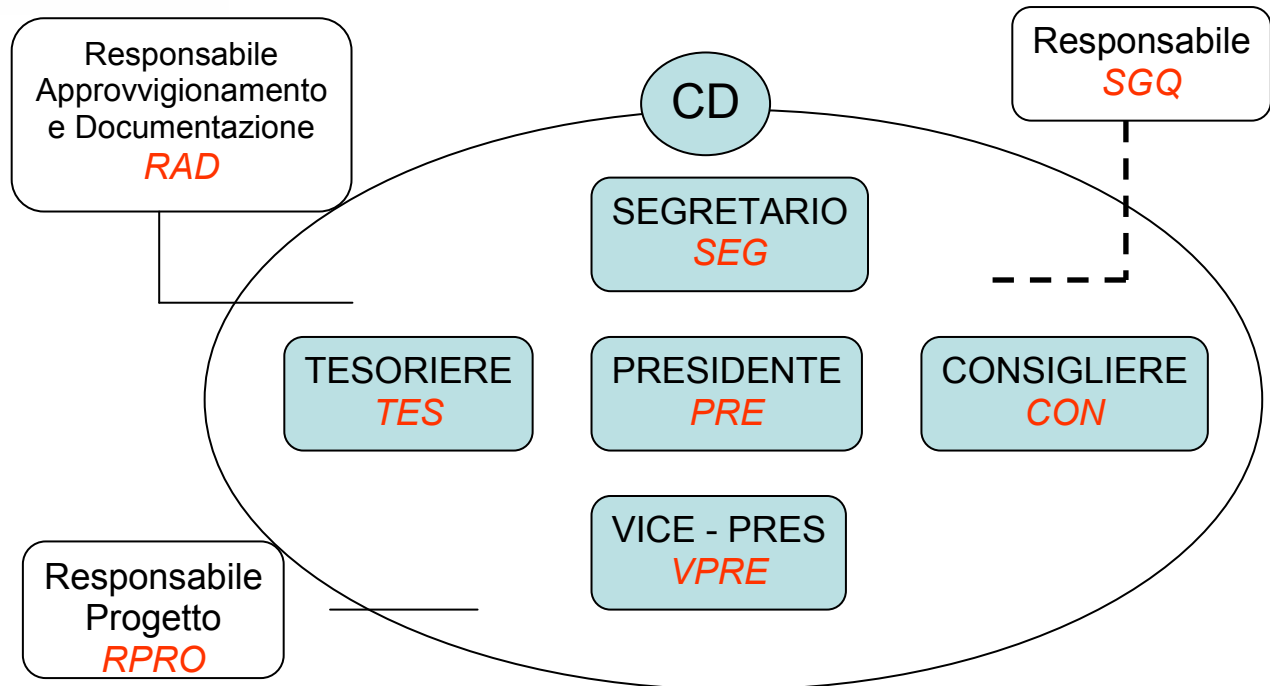 Responsabile
Approvvigionamento
e Documentazione
RAD
CD
Responsabile
SGQ
SEGRETARIO
SEG
TESORIERE
TES
PRESIDENTE
PRE
CONSIGLIERE
CON
VICE - PRES
VPRE
Responsabile
Progetto
RPRO